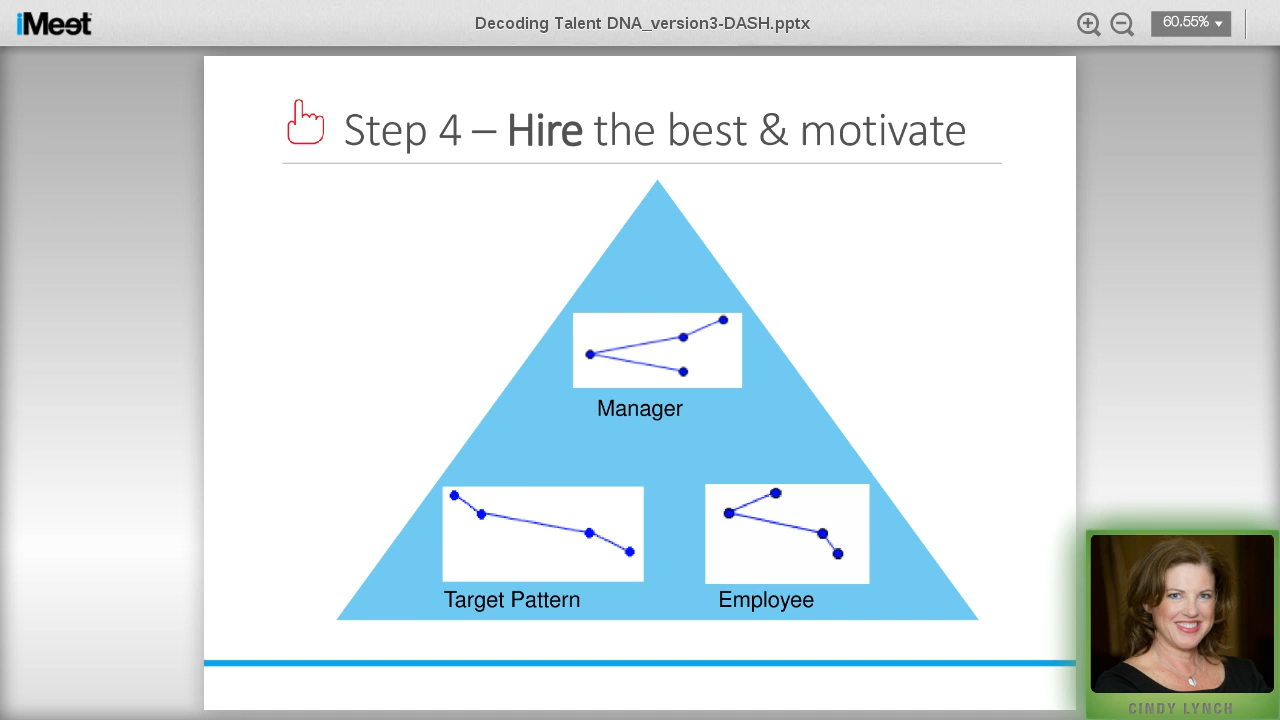 iMeet
Decoding Talent DNA_version3-DASH.pptx
60.55%
Step 4 – Hire the best & motivate
Manager
Target Pattern
Employee
CINDY LYNCH